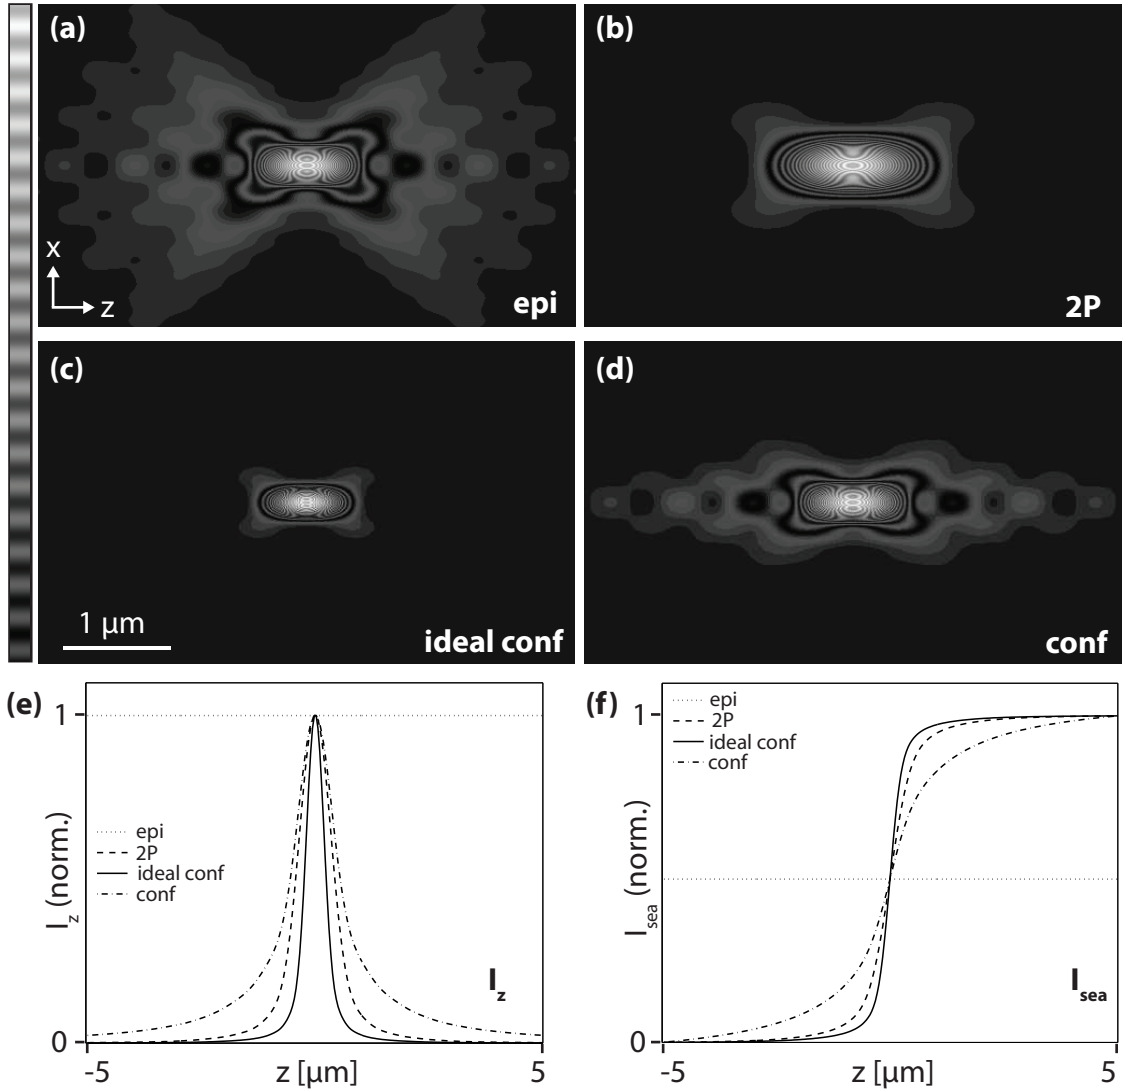 (a)
x
z
epi
(b)
2P
(c)
1 μm
ideal conf
(d)
conf
(e)
1
epi
2P
ideal conf
conf
I_z (norm.)
I_z
0
-5
z [μm]
5
(f)
epi
2P
ideal conf
conf
1
I_sea (norm.)
I_sea
0
-5
z [μm]
5